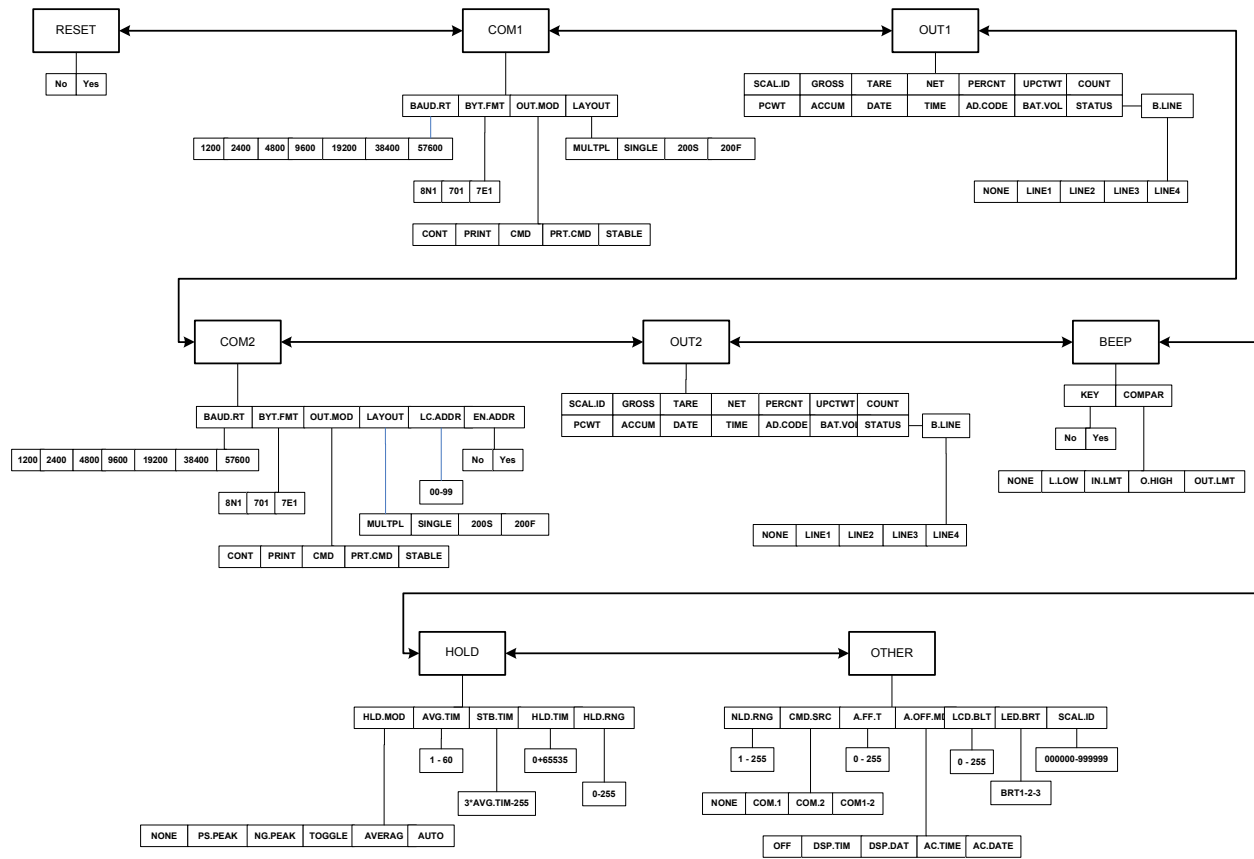 RESET COM1 OUT1
No Yes
SCAL.ID GROSS TARE NET PERCNT UPCTWT COUNT
PCWT ACCUM DATE TIME AD.CODE BAT.VOL STATUS B.LINE
BAUD.RT BYT.FMT OUT.MOD LAYOUT
1200 2400 4800 9600 19200 38400 57600
MULTPL SINGLE 200S 200F
8N1 701 7E1
NONE LINE1 LINE2 LINE3 LINE4
CONT PRINT CMD PRT.CMD STABLE
COM2 OUT2 BEEP
BAUD.RT BYT.FMT OUT.MOD LAYOUT LC.ADDR EN.ADDR
SCAL.ID GROSS TARE NET PERCNT UPCTWT COUNT
PCWT ACCUM DATE TIME AD.CODE BAT.VOL STATUS B.LINE
KEY COMPAR
No Yes
1200 2400 4800 9600 19200 38400 57600
No Yes
00-99
8N1 701 7E1
NONE L.LOW IN.LMT O.HIGH OUT.LMT
MULTPL SINGLE 200S 200F
NONE LINE1 LINE2 LINE3 LINE4
CONT PRINT CMD PRT.CMD STABLE
HOLD OTHER
HLD.MOD AVG.TIM STB.TIM HLD.TIM HLD.RNG
NLD.RNG CMD.SRC A.FF.T A.OFF.MD LCD.BLT LED.BRT SCAL.ID
1 - 60
0+65535
3*AVG.TIM-255
0-255
1 - 255
0 - 255
0 - 255
000000-999999
BRT1-2-3
NONE COM.1 COM.2 COM1-2
NONE PS.PEAK NG.PEAK TOGGLE AVERAG AUTO
OFF DSP.TIM DSP.DAT AC.TIME AC.DATE